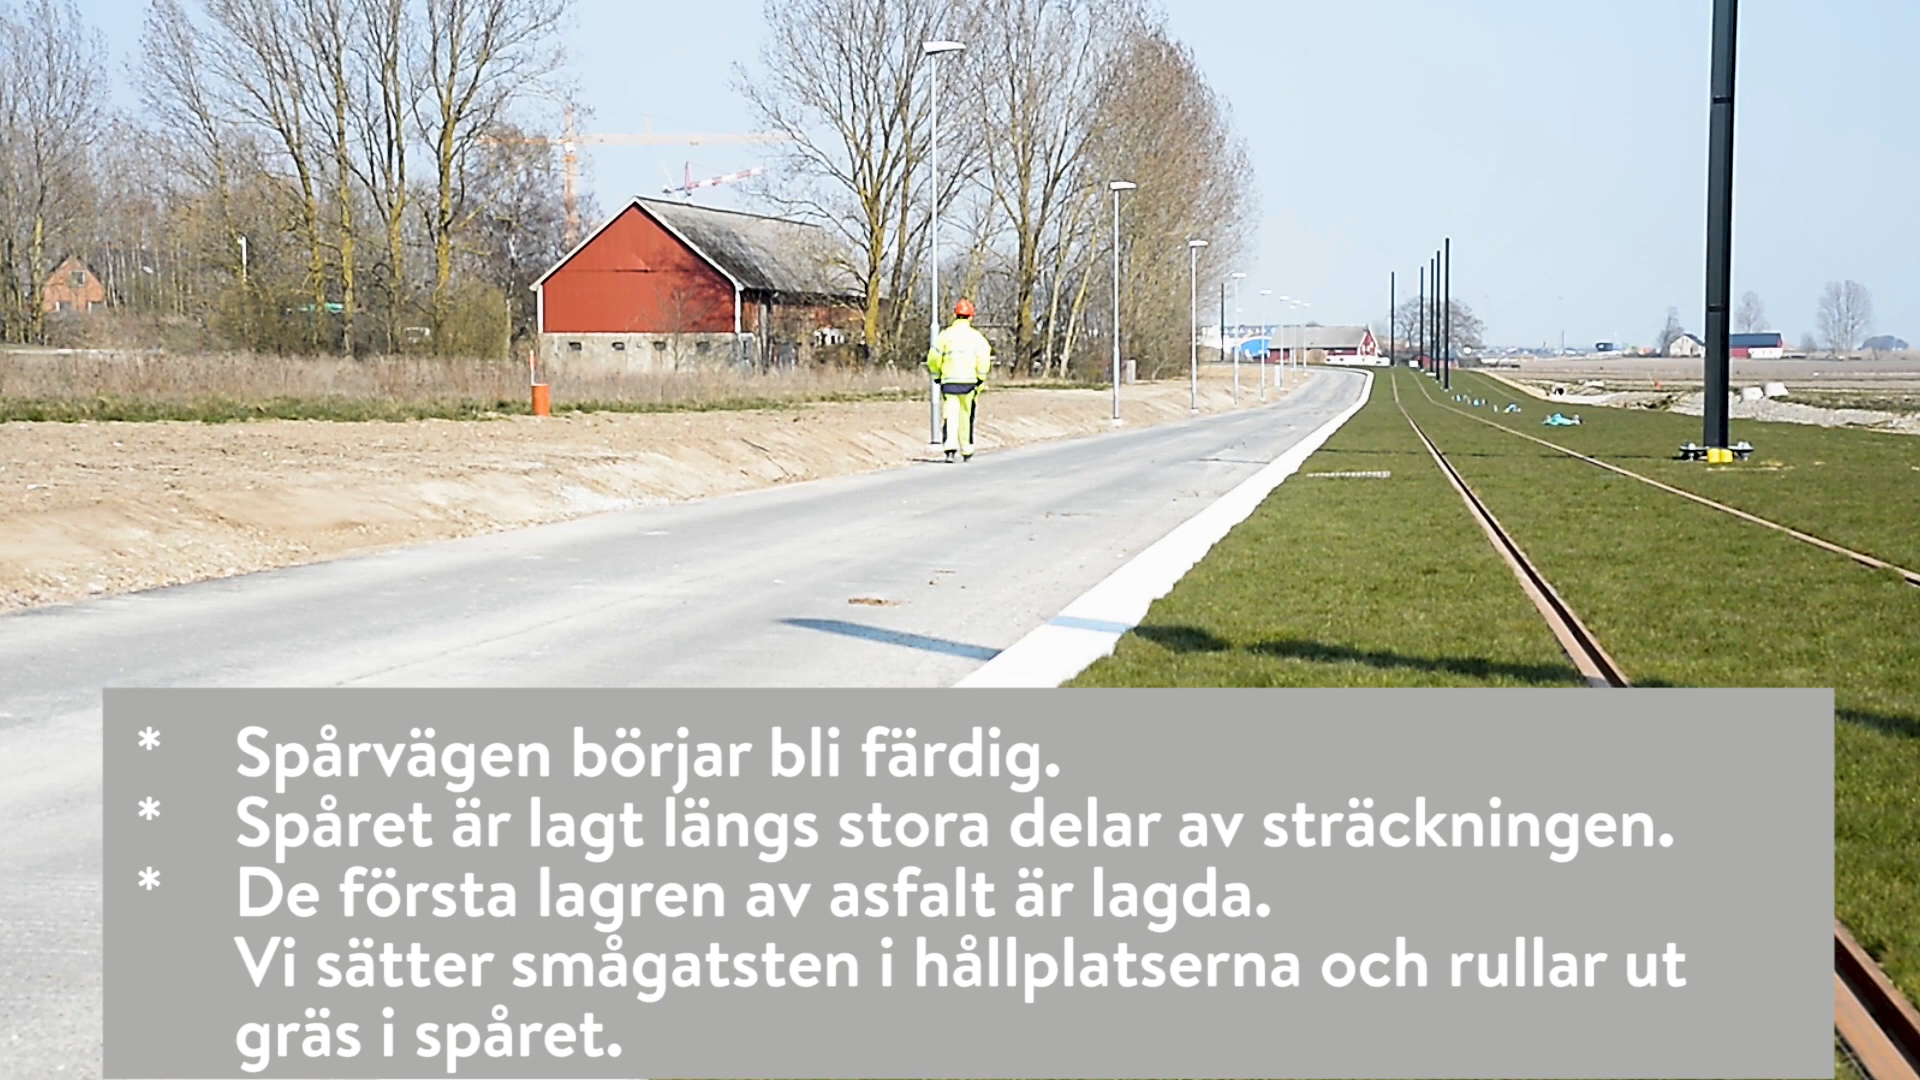 * Spårvägen börjar bli färdig.
* Spåret är lagt längs stora delar av sträckningen.
* De första lagren av asfalt är lagda.
Vi sätter smågatsten i hållplatserna och rullar ut
gräs i spåret.